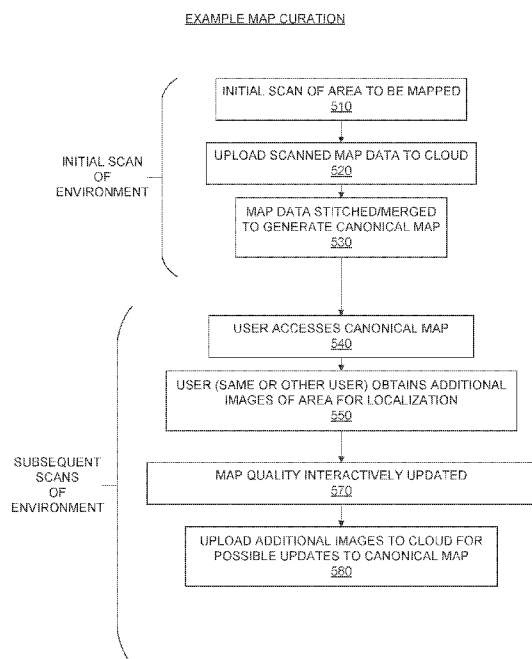 EXAMPLE MAP CURATION
INITIAL SCAN OF AREA TO BE MAPPED
510
UPLOAD SCANNED MAP DATA TO CLOUD
520
INITIAL SCAN
OF
ENVIRONMENT
MAP DATA STITCHED/MERGED
TO GENERATE CANONICAL MAP
530
USER ACCESSES CANONICAL MAP
540
USER (SAME OR OTHER USER) OBTAINS ADDITIONAL
IMAGES OF AREA FOR LOCALIZATION
550
SUBSEQUENT
SCANS
OF
ENVIRONMENT
MAP QUALITY INTERACTIVELY UPDATED
570
UPLOAD ADDITIONAL IMAGES TO CLOUD FOR
POSSIBLE UPDATES TO CANONICAL MAP
580